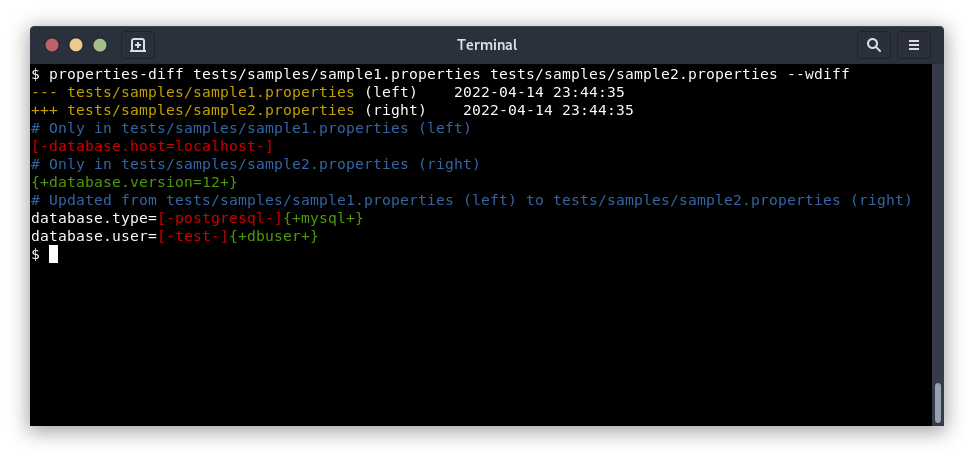 Terminal
$ properties-diff tests/samples/sample1.properties tests/samples/sample2.properties --wdiff
--- tests/samples/sample1.properties (left)    2022-04-14 23:44:35
+++ tests/samples/sample2.properties (right)    2022-04-14 23:44:35
# Only in tests/samples/sample1.properties (left)
[-database.host=localhost-]
# Only in tests/samples/sample2.properties (right)
{+database.version=12+}
# Updated from tests/samples/sample1.properties (left) to tests/samples/sample2.properties (right)
database.type=[-postgresql-]{+mysql+}
database.user=[-test-]{+dbuser+}
$